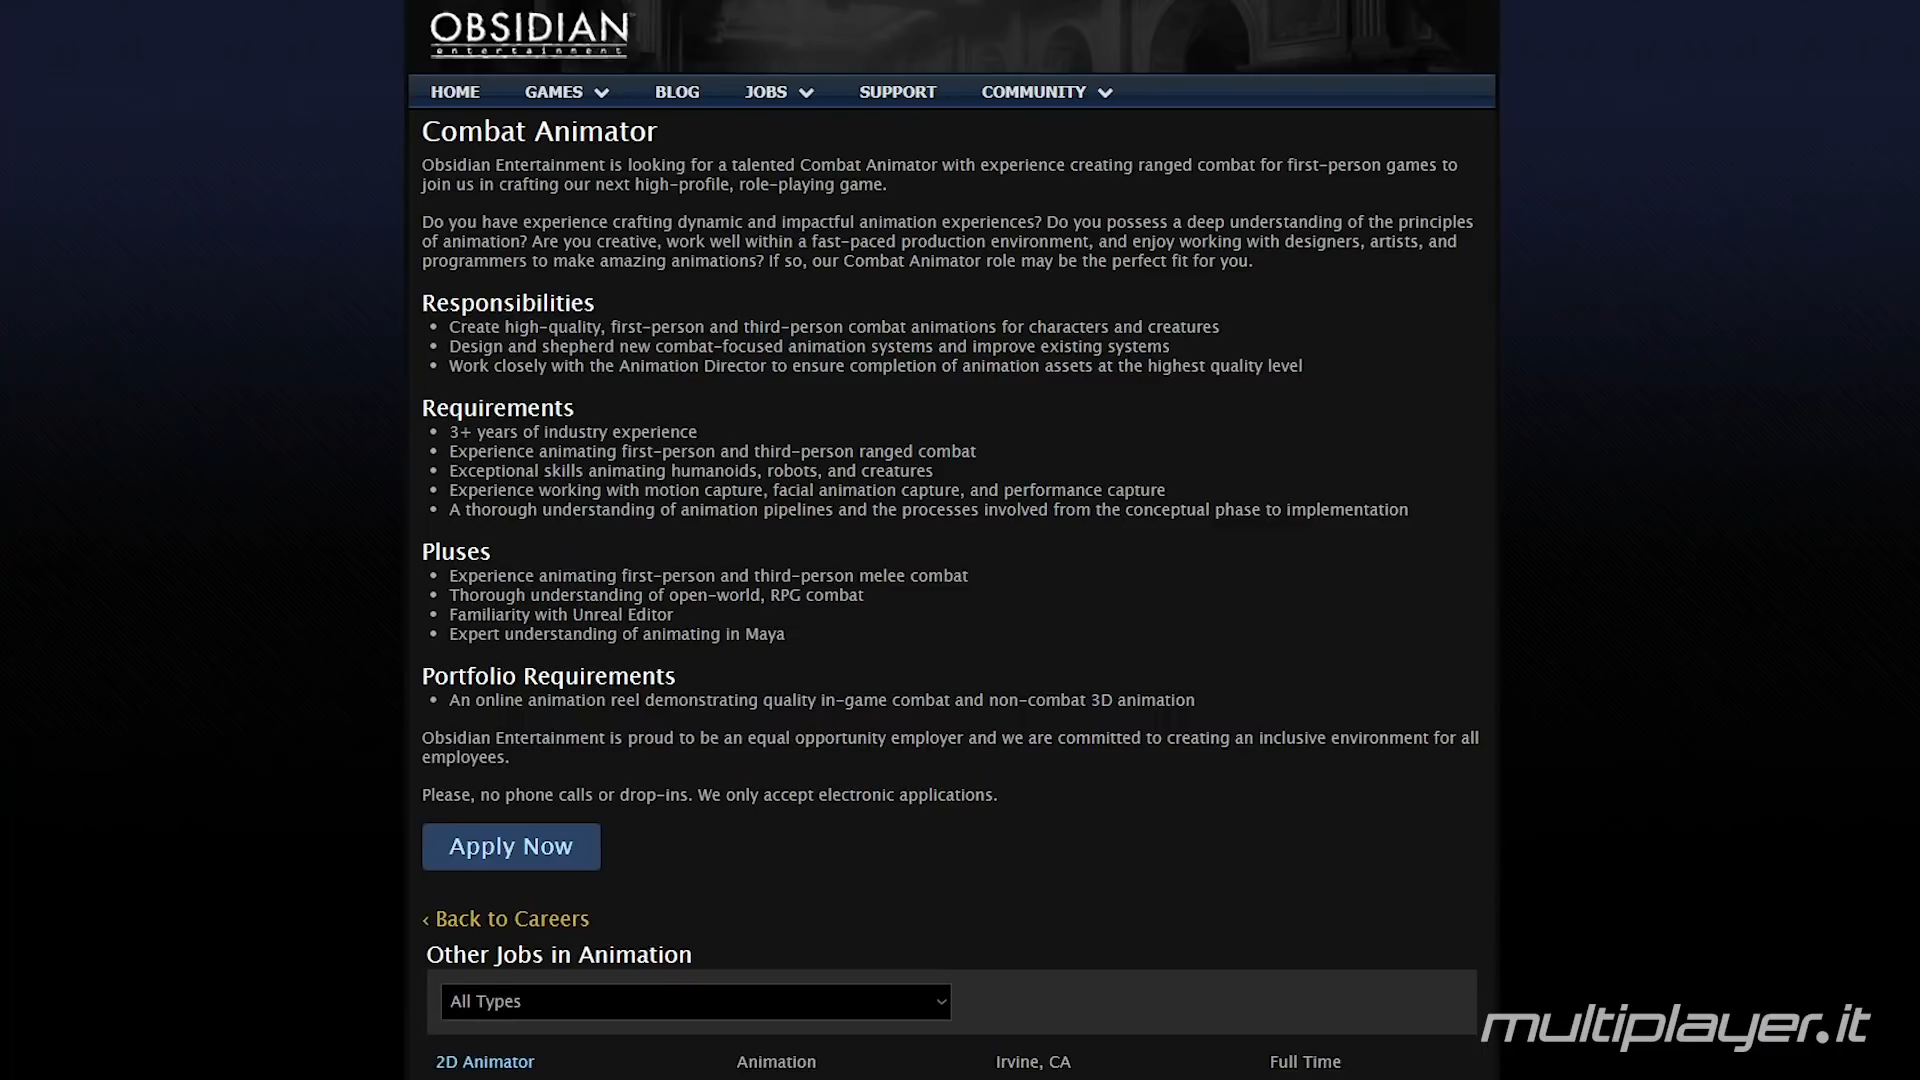 OBSIDIAN
entertainment
HOME GAMES BLOG JOBS SUPPORT COMMUNITY
Combat Animator
Obsidian Entertainment is looking for a talented Combat Animator with experience creating ranged combat for first-person games to
join us in crafting our next high-profile, role-playing game.
Do you have experience crafting dynamic and impactful animation experiences? Do you possess a deep understanding of the principles
of animation? Are you creative, work well within a fast-paced production environment, and enjoy working with designers, artists, and
programmers to make amazing animations? If so, our Combat Animator role may be the perfect fit for you.
Responsibilities
• Create high-quality, first-person and third-person combat animations for characters and creatures
• Design and shepherd new combat-focused animation systems and improve existing systems
• Work closely with the Animation Director to ensure completion of animation assets at the highest quality level
Requirements
• 3+ years of industry experience
• Experience animating first-person and third-person ranged combat
• Exceptional skills animating humanoids, robots, and creatures
• Experience working with motion capture, facial animation capture, and performance capture
• A thorough understanding of animation pipelines and the processes involved from the conceptual phase to implementation
Pluses
• Experience animating first-person and third-person melee combat
• Thorough understanding of open-world, RPG combat
• Familiarity with Unreal Editor
• Expert understanding of animating in Maya
Portfolio Requirements
• An online animation reel demonstrating quality in-game combat and non-combat 3D animation
Obsidian Entertainment is proud to be an equal opportunity employer and we are committed to creating an inclusive environment for all
employees.
Please, no phone calls or drop-ins. We only accept electronic applications.
Apply Now
‹ Back to Careers
Other Jobs in Animation
All Types
2D Animator Animation Irvine, CA Full Time
multiplayer.it